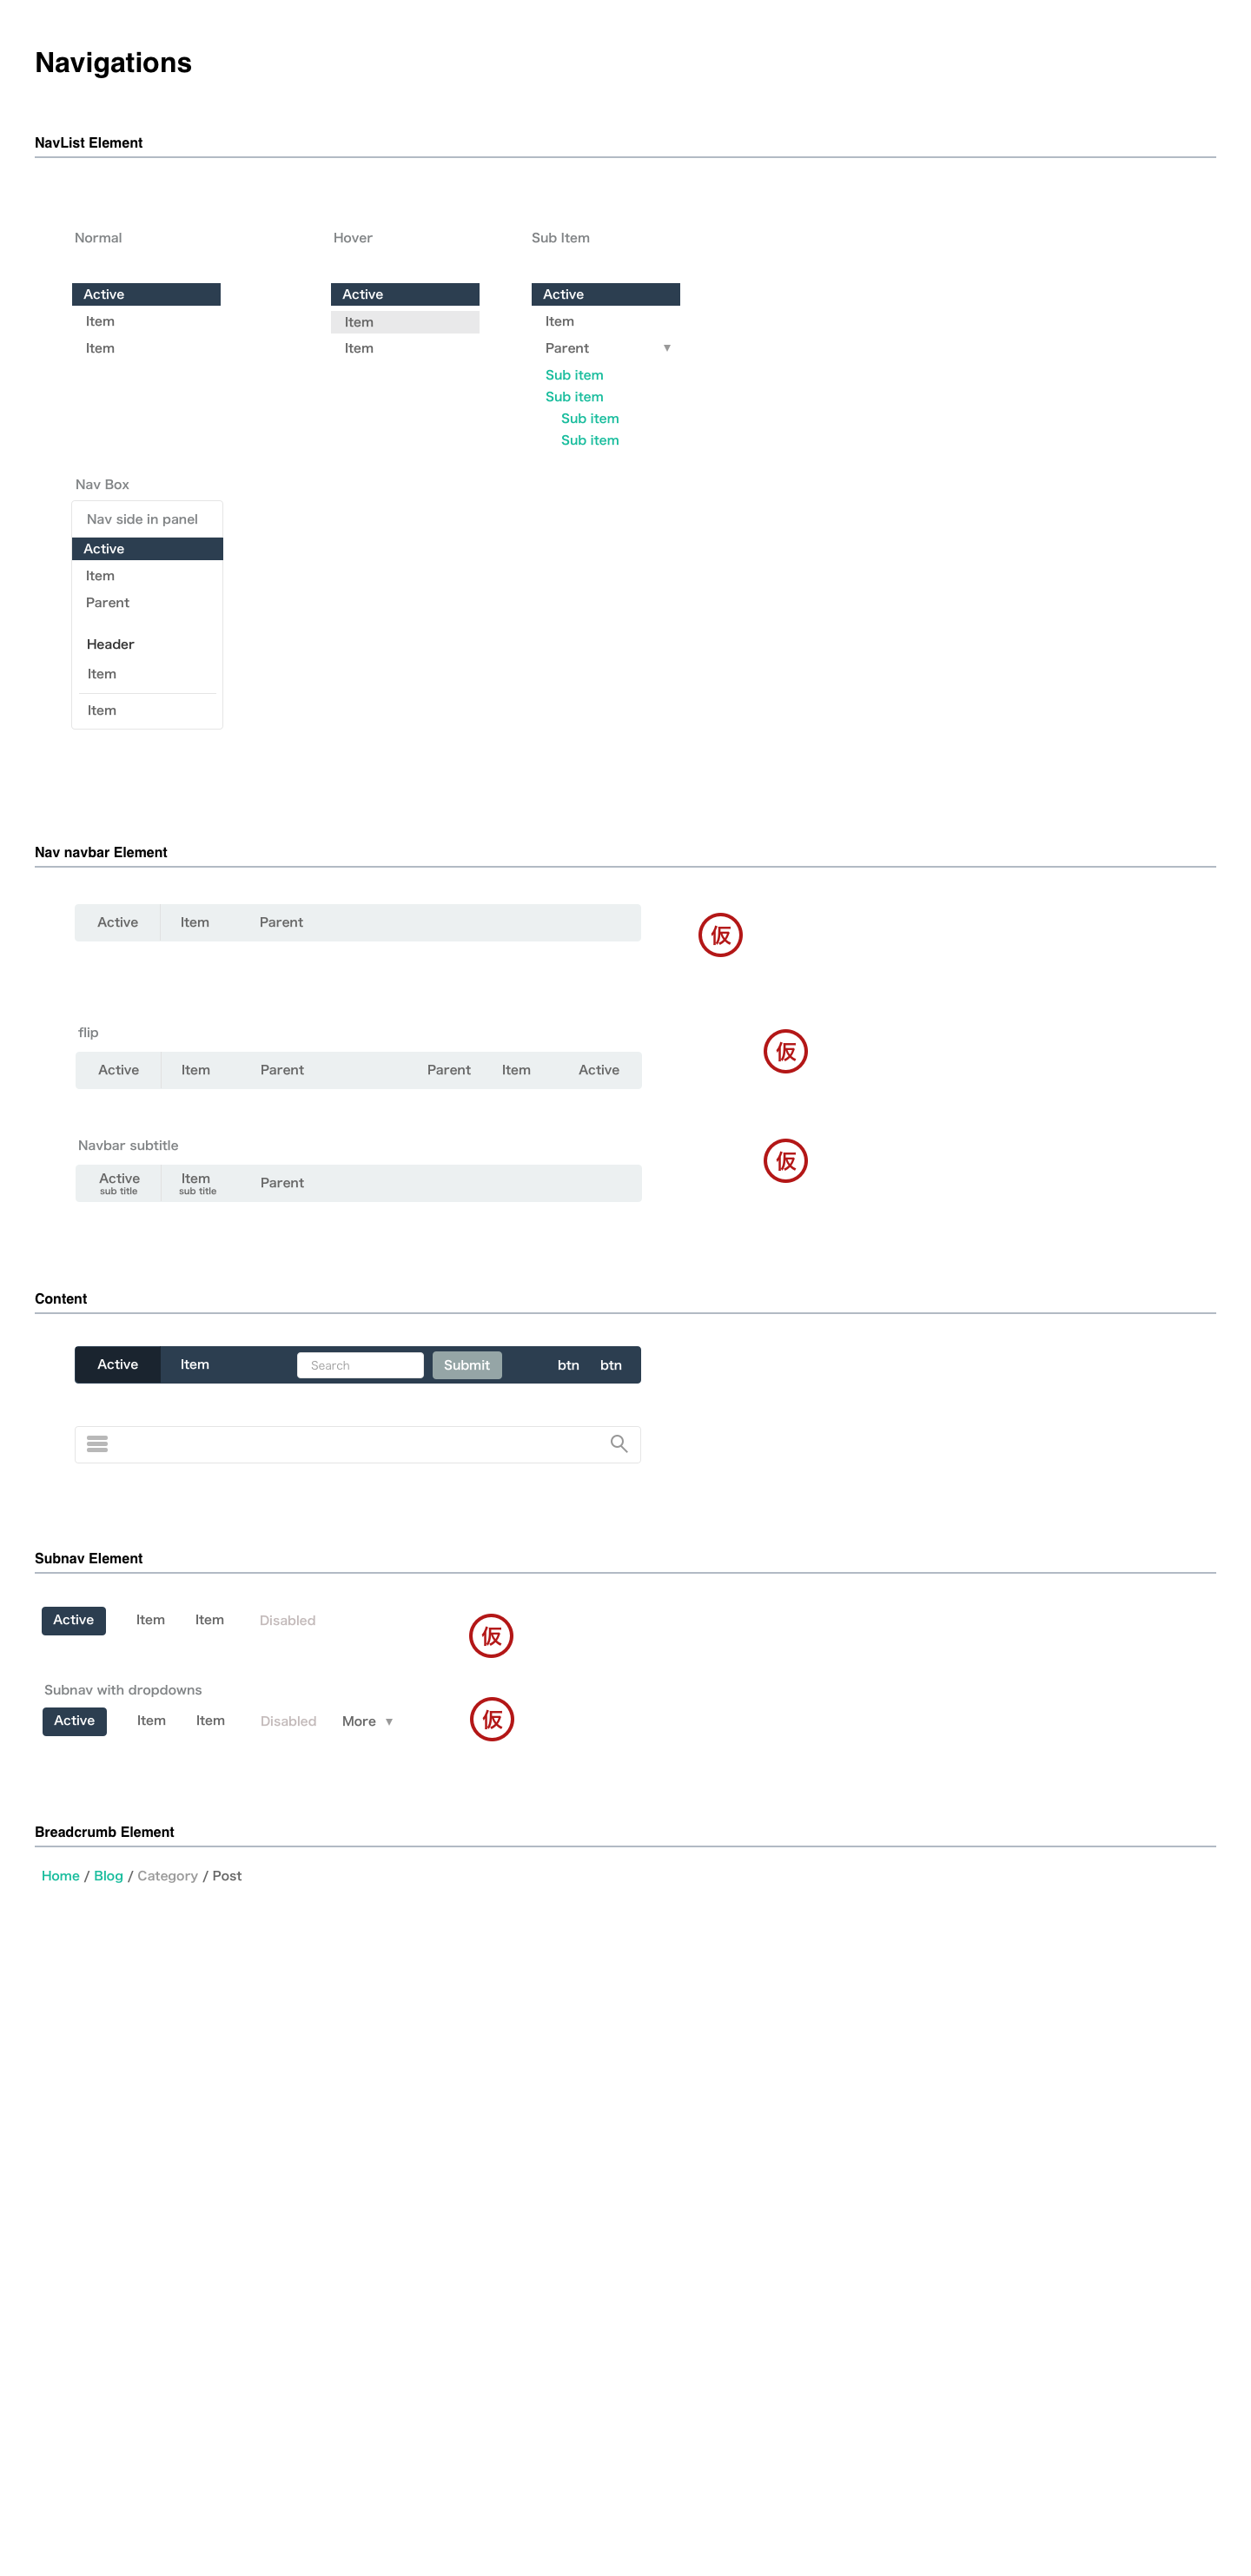 Navigations
NavList Element
Normal
Hover
Sub Item
Active
Item
Item
Active
Item
Item
Active
Item
Parent ▼
Sub item
Sub item
Sub item
Sub item
Nav Box
Nav side in panel
Active
Item
Parent
Header
Item
Item
Nav navbar Element
Active Item Parent
仮
flip
Active Item Parent Parent Item Active
仮
Navbar subtitle
Active Item Parent
sub title sub title
仮
Content
Active Item Search Submit btn btn
Subnav Element
Active Item Item Disabled
仮
Subnav with dropdowns
Active Item Item Disabled More ▼
仮
Breadcrumb Element
Home / Blog / Category / Post